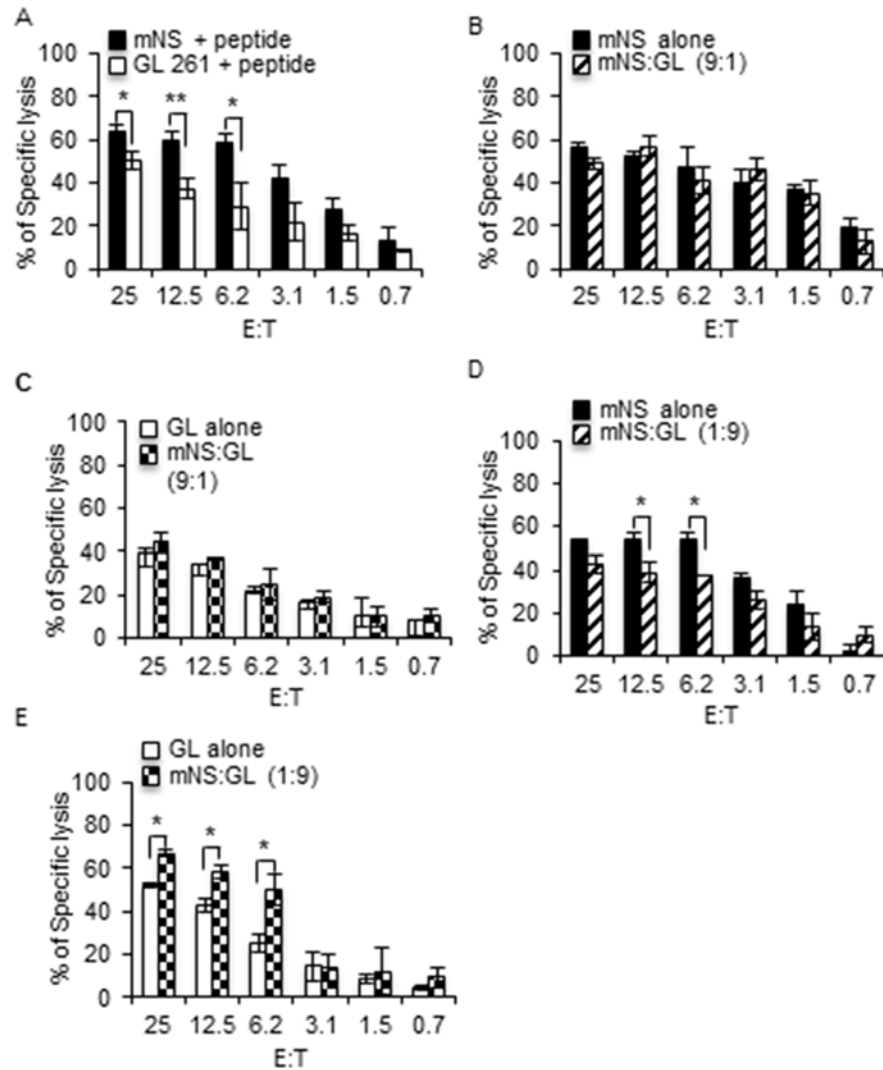 A
mNS + peptide
GL 261 + peptide
100
80
60
40
20
0
* ** *
% of Specific lysis
25 12.5 6.2 3.1 1.5 0.7
E:T
B
mNS alone
mNS:GL (9:1)
100
80
60
40
20
0
% of Specific lysis
25 12.5 6.2 3.1 1.5 0.7
E:T
C
GL alone
mNS:GL
(9:1)
100
80
60
40
20
0
% of Specific lysis
25 12.5 6.2 3.1 1.5 0.7
E:T
D
mNS alone
mNS:GL (1:9)
100
80
60
40
20
0
* *
% of Specific lysis
25 12.5 6.2 3.1 1.5 0.7
E:T
E
GL alone
mNS:GL (1:9)
100
80
60
40
20
0
* * *
% of Specific lysis
25 12.5 6.2 3.1 1.5 0.7
E:T